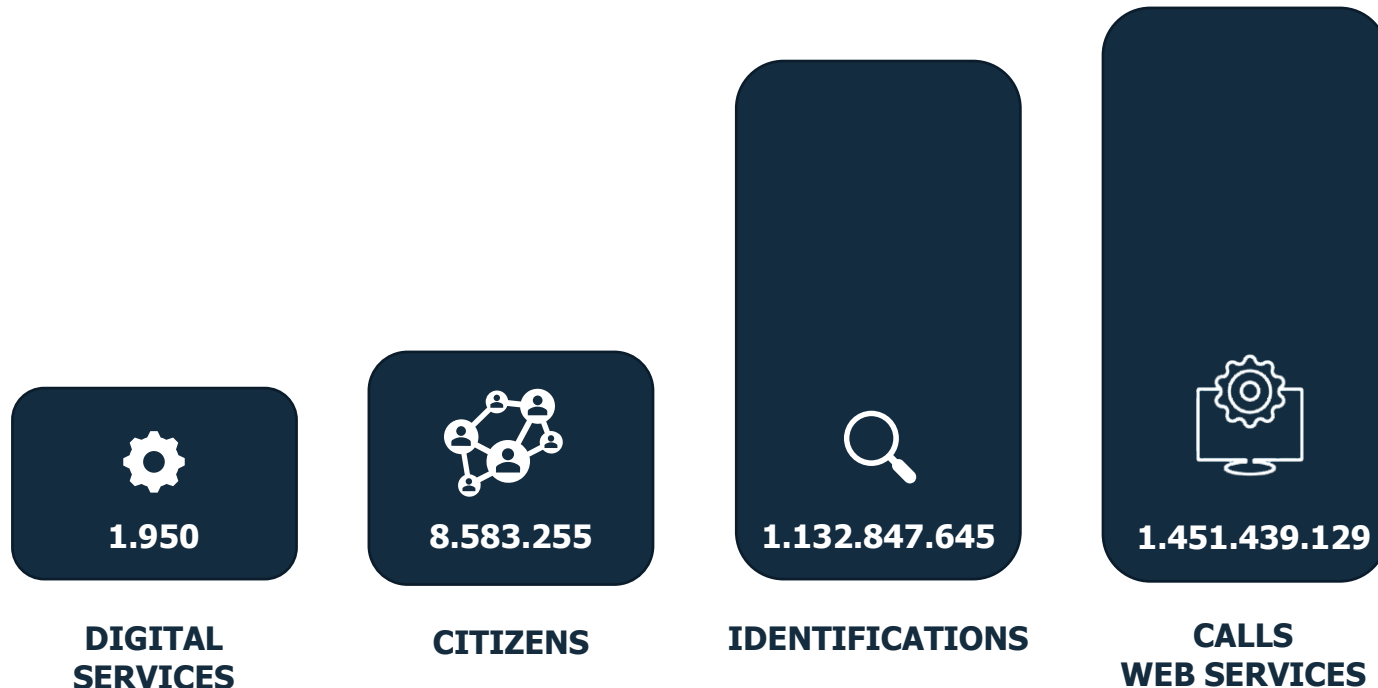 1.950
DIGITAL
SERVICES
8.583.255
CITIZENS
1.132.847.645
IDENTIFICATIONS
1.451.439.129
CALLS
WEB SERVICES